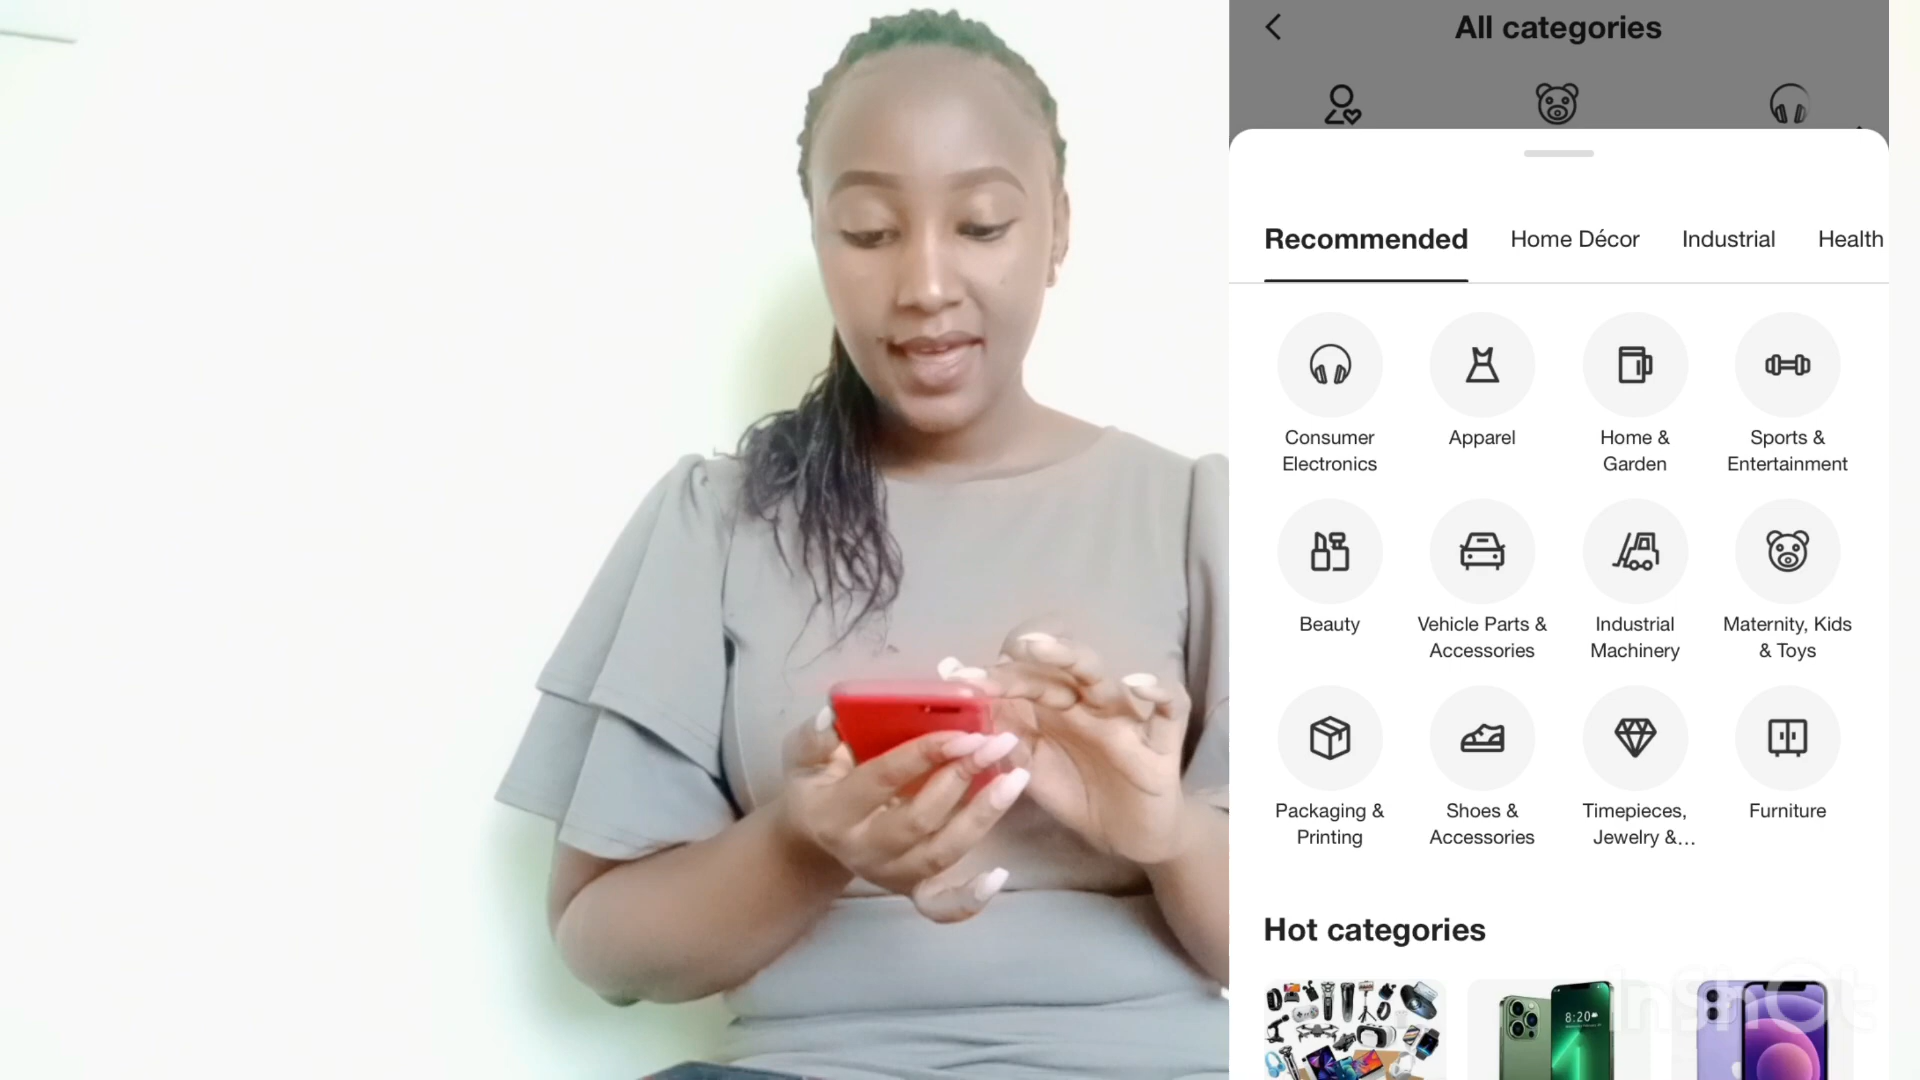 All categories
Recommended Home Décor Industrial Health
Consumer Electronics
Apparel
Home & Garden
Sports & Entertainment
Beauty
Vehicle Parts & Accessories
Industrial Machinery
Maternity, Kids & Toys
Packaging & Printing
Shoes & Accessories
Timepieces, Jewelry &...
Furniture
Hot categories
8:20
InShOt